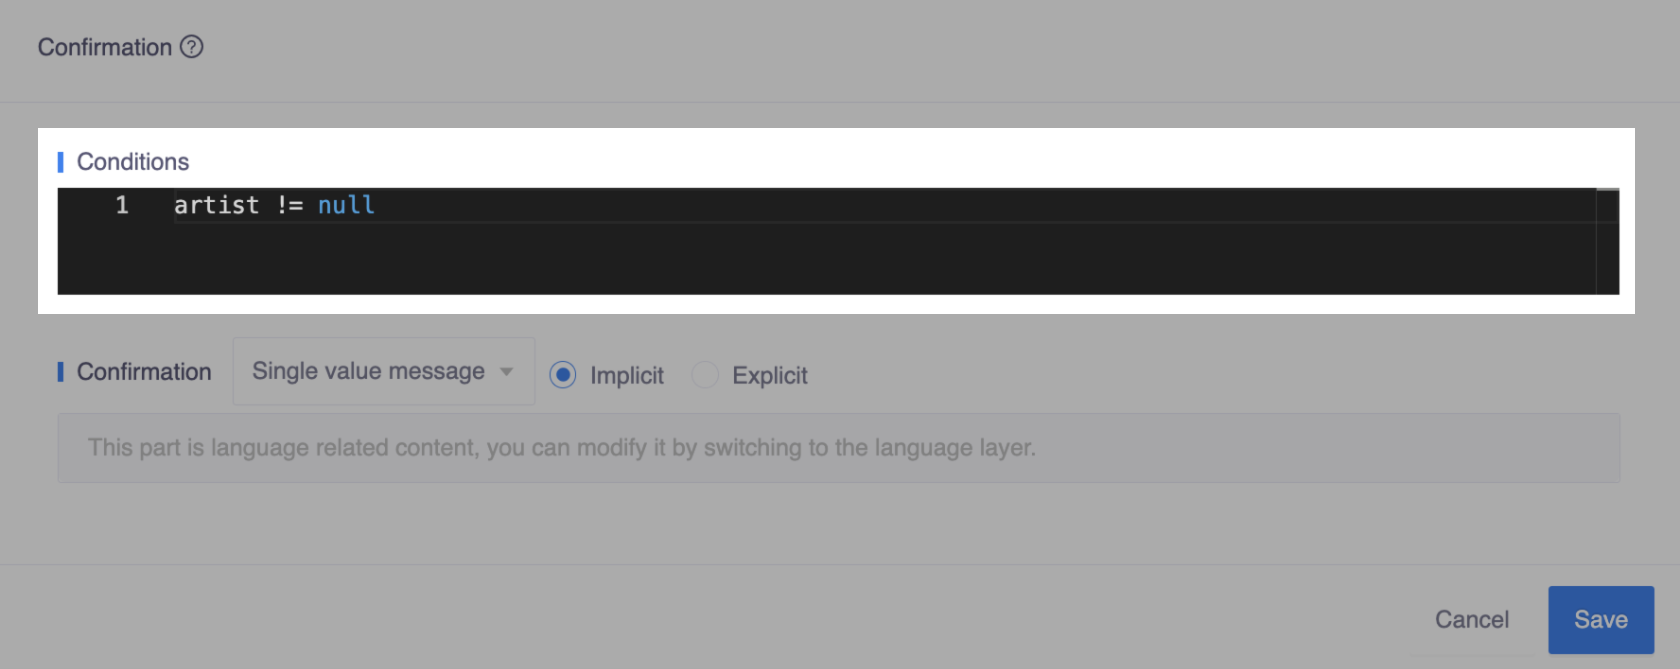 Confirmation ?
Conditions
1 artist != null
Confirmation Single value message Implicit Explicit
This part is language related content, you can modify it by switching to the language layer.
Cancel Save